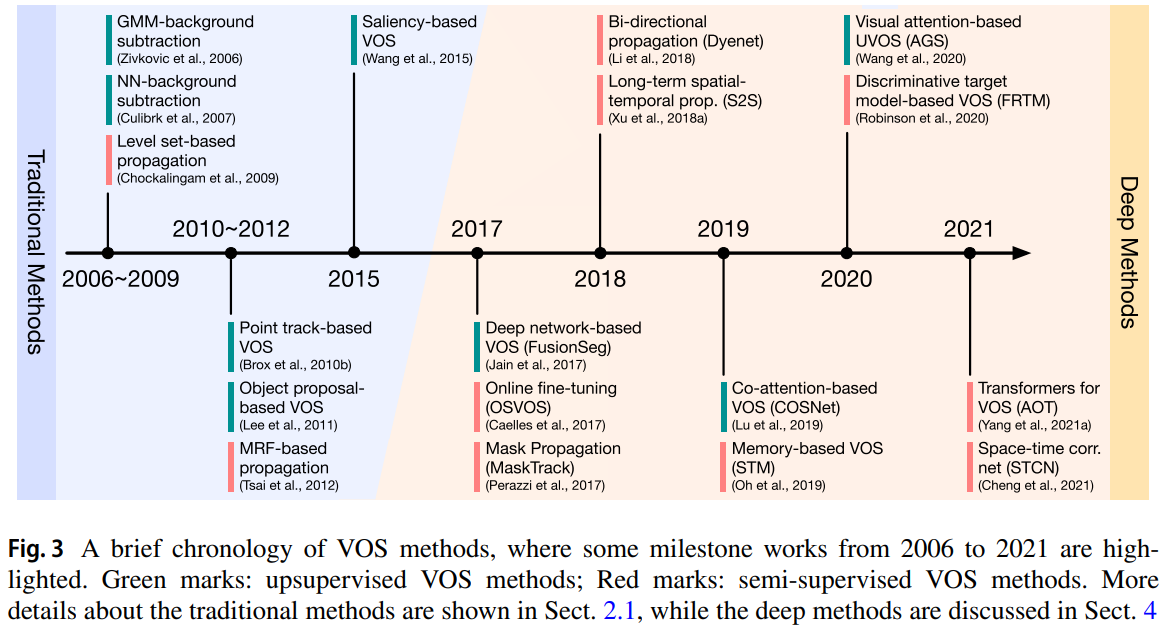 GMM-background
subtraction
(Zivkovic et al., 2006)
NN-background
subtraction
(Culibrk et al., 2007)
Level set-based
propagation
(Chockalingam et al., 2009)
Saliency-based
VOS
(Wang et al., 2015)
Bi-directional
propagation (Dyenet)
(Li et al., 2018)
Long-term spatial-
temporal prop. (S2S)
(Xu et al., 2018a)
Visual attention-based
UVOS (AGS)
(Wang et al., 2020)
Discriminative target
model-based VOS (FRTM)
(Robinson et al., 2020)
Traditional Methods
2006~2009
2010~2012
2015
2017
2018
2019
2020
2021
Deep Methods
Point track-based
VOS
(Brox et al., 2010b)
Object proposal-
based VOS
(Lee et al., 2011)
MRF-based
propagation
(Tsai et al., 2012)
Deep network-based
VOS (FusionSeg)
(Jain et al., 2017)
Online fine-tuning
(OSVOS)
(Caelles et al., 2017)
Mask Propagation
(MaskTrack)
(Perazzi et al., 2017)
Co-attention-based
VOS (COSNet)
(Lu et al., 2019)
Memory-based VOS
(STM)
(Oh et al., 2019)
Transformers for
VOS (AOT)
(Yang et al., 2021a)
Space-time corr.
net (STCN)
(Cheng et al., 2021)
Fig. 3 A brief chronology of VOS methods, where some milestone works from 2006 to 2021 are high-
lighted. Green marks: upsupervised VOS methods; Red marks: semi-supervised VOS methods. More
details about the traditional methods are shown in Sect. 2.1, while the deep methods are discussed in Sect. 4